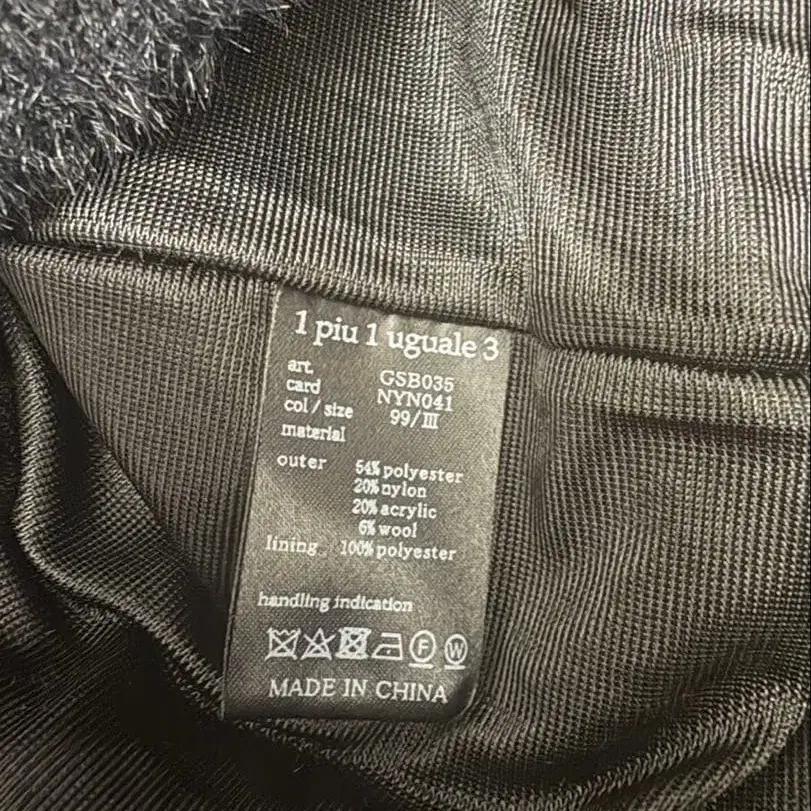 1 piu 1 uguale 3
art. GSB035
card NYN041
col / size 99/III
material
outer 54% polyester
20% nylon
20% acrylic
6% wool
lining 100% polyester
handling indication
F W
MADE IN CHINA